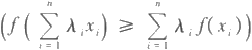 (f(∑_{i=1}^{n} λ_i x_i) ⩾ ∑_{i=1}^{n} λ_i f(x_i))